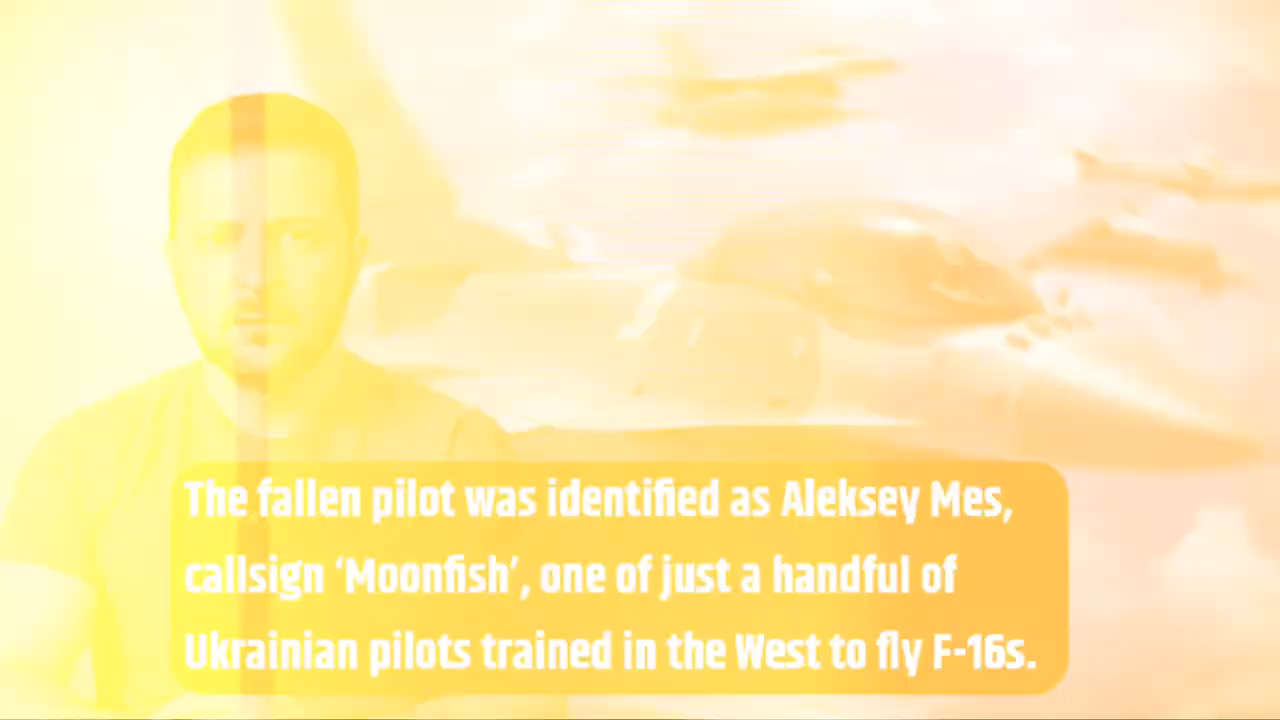 The fallen pilot was identified as Aleksey Mes,
callsign ‘Moonfish’, one of just a handful of
Ukrainian pilots trained in the West to fly F-16s.